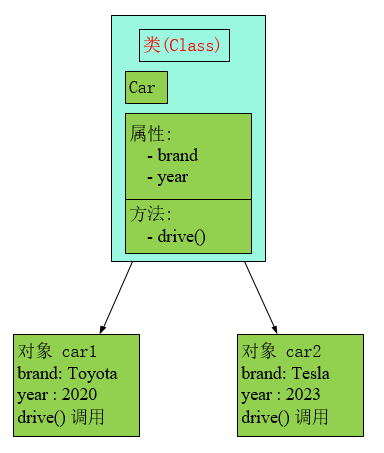 类(Class)
Car
属性:
- brand
- year
方法:
- drive()
对象 car1
brand: Toyota
year : 2020
drive() 调用
对象 car2
brand: Tesla
year : 2023
drive() 调用